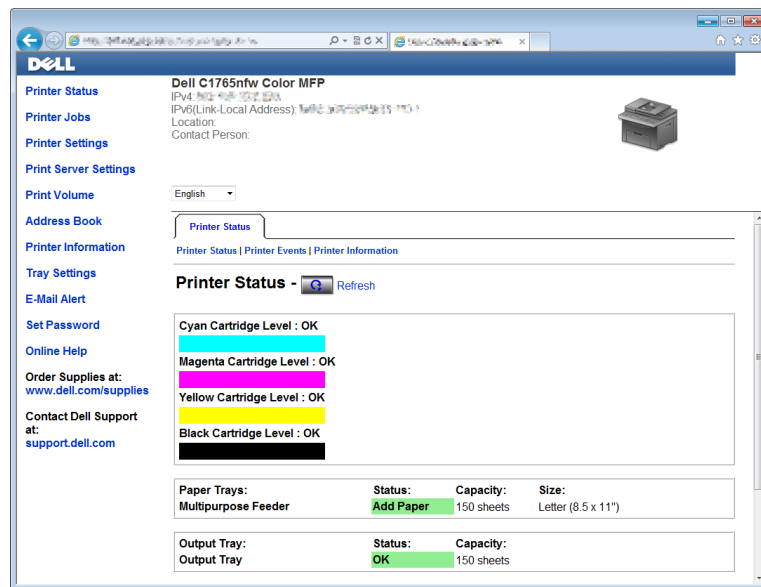 DELL
Printer Status
Printer Jobs
Printer Settings
Print Server Settings
Print Volume
Address Book
Printer Information
Tray Settings
E-Mail Alert
Set Password
Online Help
Order Supplies at:
www.dell.com/supplies
Contact Dell Support
at:
support.dell.com
Dell C1765nfw Color MFP
IPv4:
IPv6(Link-Local Address):
Location:
Contact Person:
English
Printer Status
Printer Status | Printer Events | Printer Information
Printer Status - Refresh
Cyan Cartridge Level : OK
Magenta Cartridge Level : OK
Yellow Cartridge Level : OK
Black Cartridge Level : OK
Paper Trays: Status: Capacity: Size:
Multipurpose Feeder Add Paper 150 sheets Letter (8.5 x 11")
Output Tray: Status: Capacity:
Output Tray OK 150 sheets